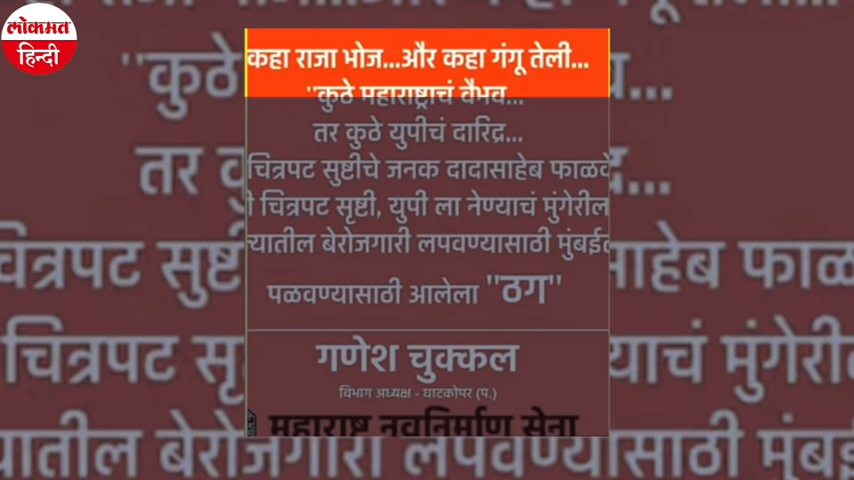 लोकमत
हिन्दी
कहा राजा भोज...और कहा गंगू तेली...
"कुठे महाराष्ट्राचं वैभव...
तर कुठे युपीचं दारिद्र...
चित्रपट सुष्टीचे जनक दादासाहेब फाळके
ी चित्रपट सृष्टी, युपी ला नेण्याचं मुंगेरील
्यातील बेरोजगारी लपवण्यासाठी मुंबईत
पळवण्यासाठी आलेला "ठग"
गणेश चुक्कल
विभाग अध्यक्ष - घाटकोपर (प.)
महाराष्ट्र नवनिर्माण सेना